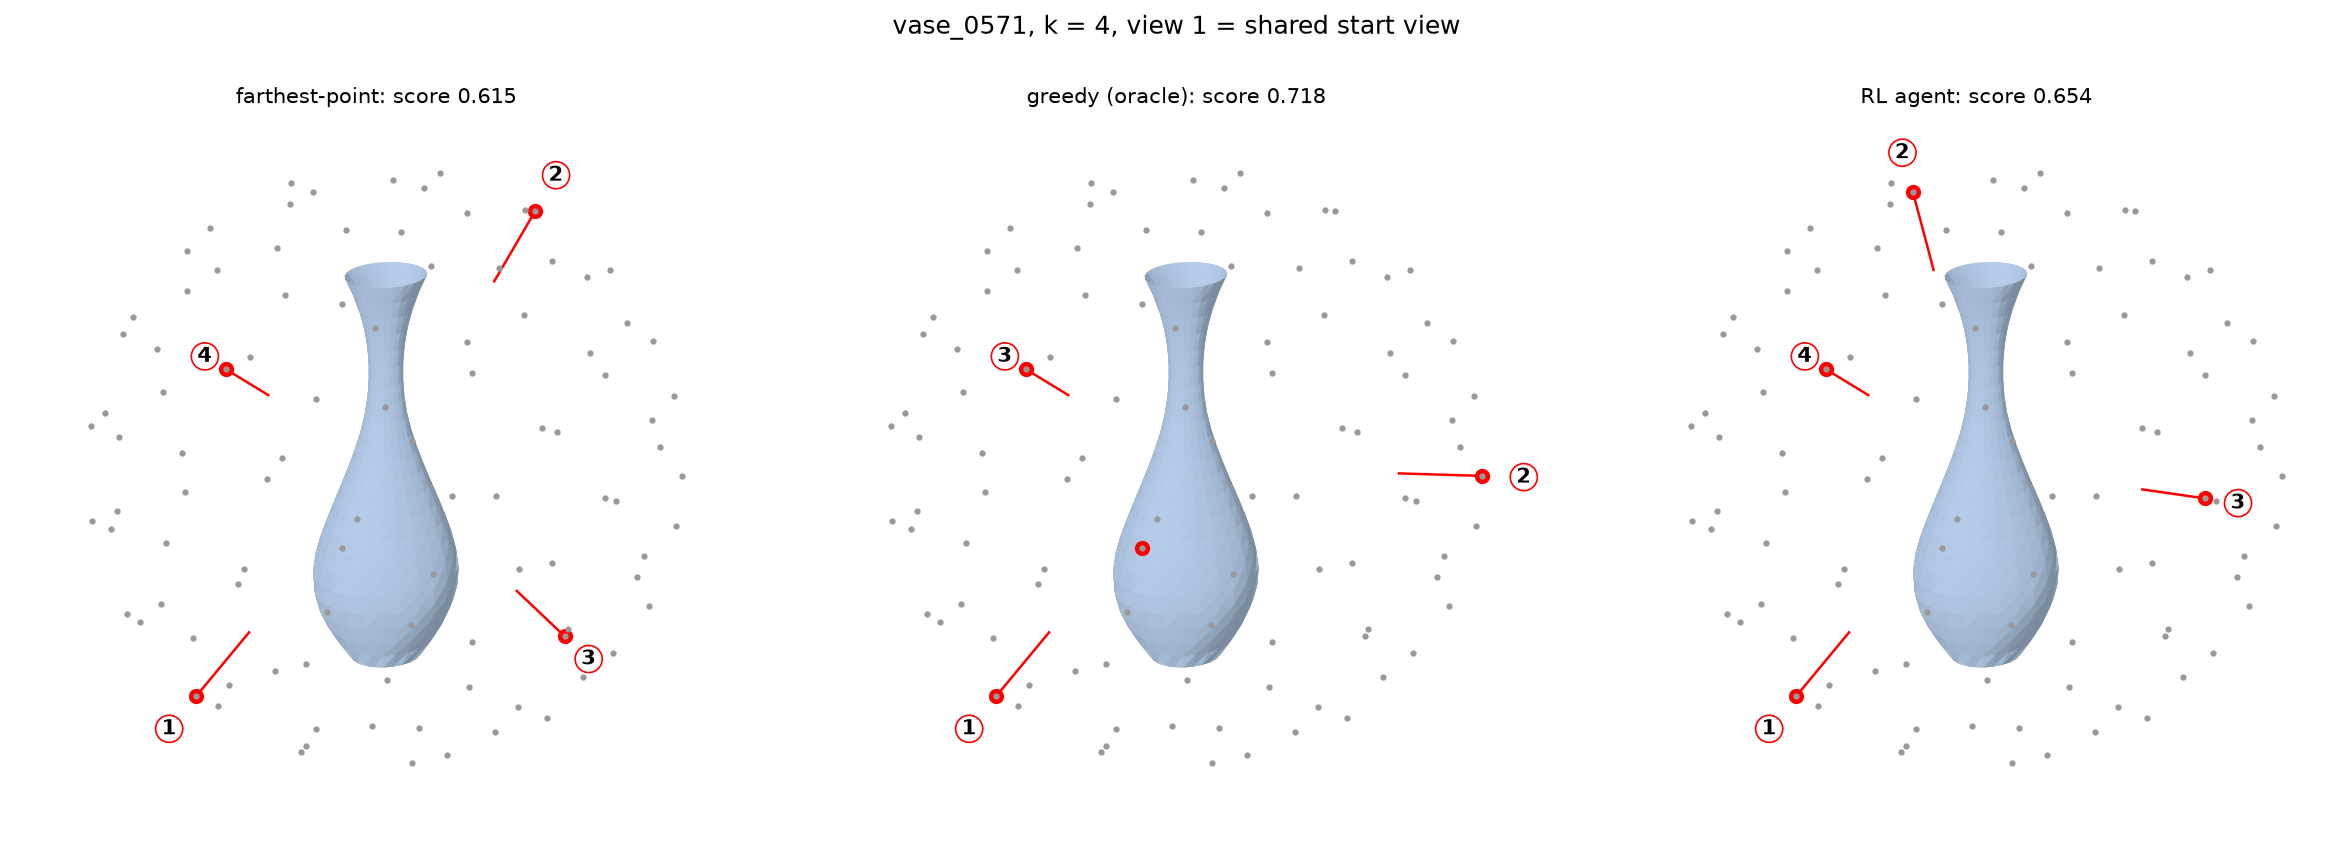 vase_0571, k = 4, view 1 = shared start view
farthest-point: score 0.615
2
4
3
1
greedy (oracle): score 0.718
3
2
1
RL agent: score 0.654
2
4
3
1